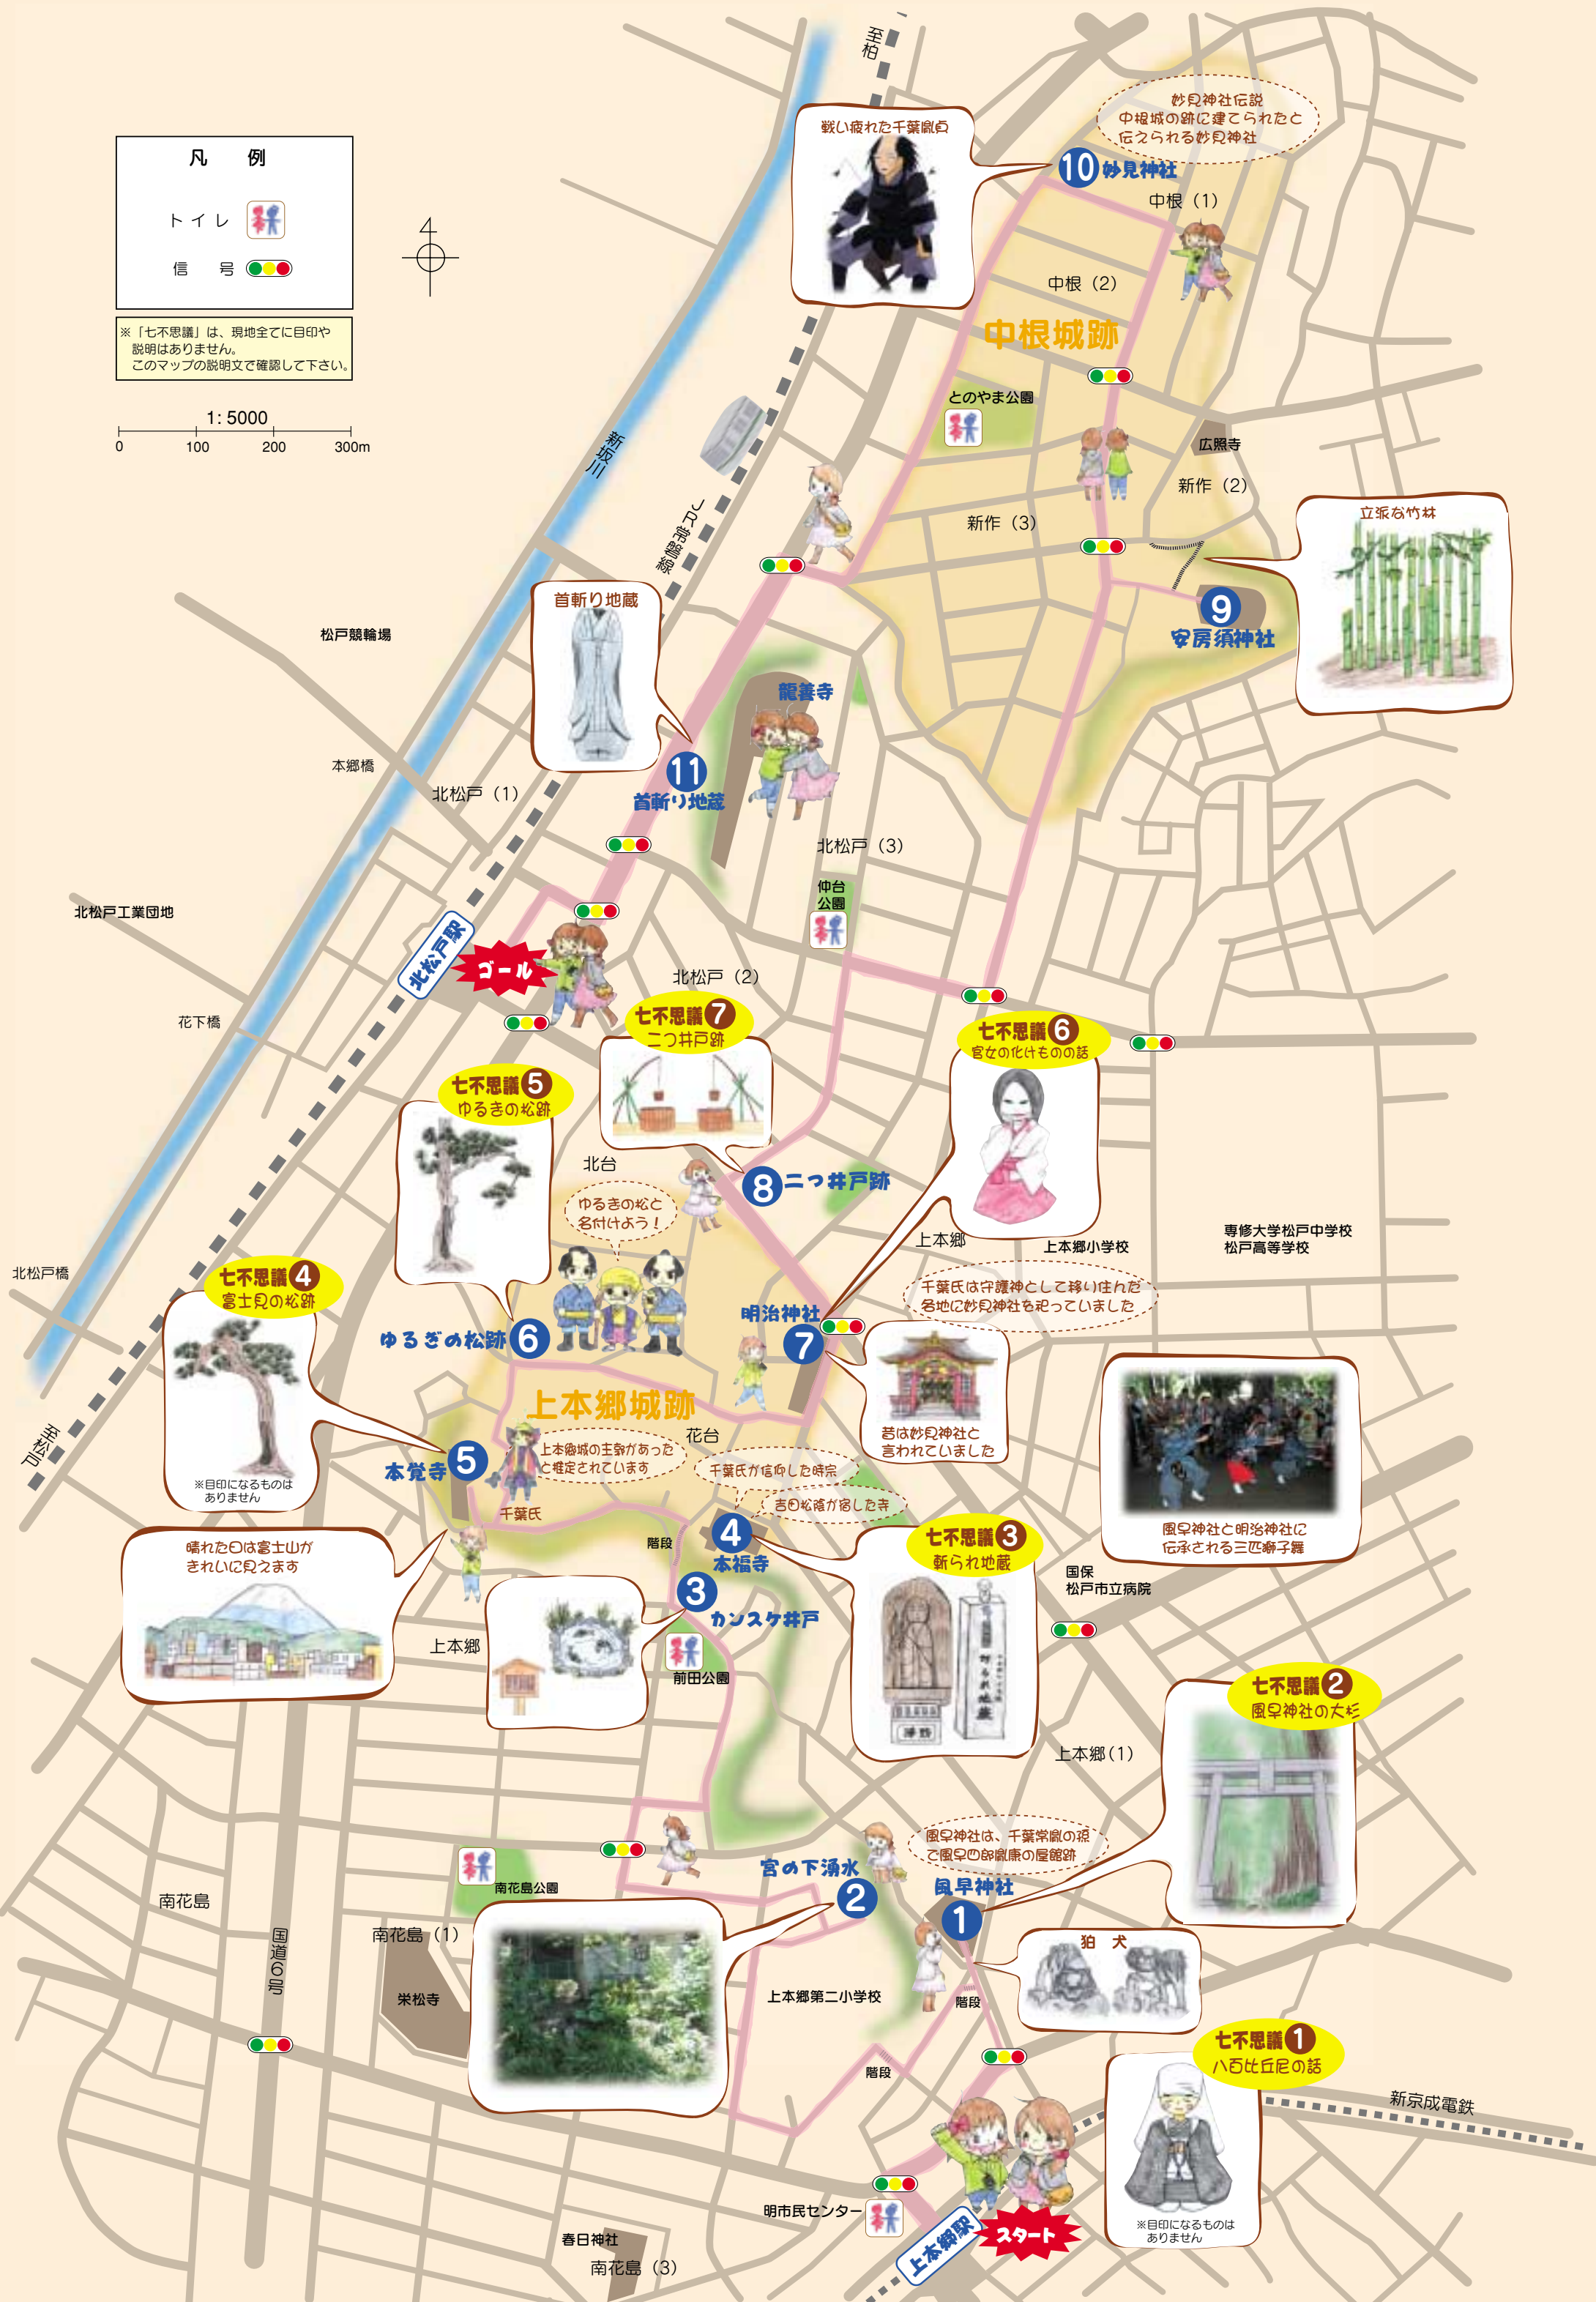 凡　例
トイレ
信　号
※「七不思議」は、現地全てに目印や
説明はありません。
このマップの説明文で確認して下さい。
1: 5000
0
100
200
300m
4
至柏
戦い疲れた千葉胤貞
妙見神社伝説
中根城の跡に建てられたと
伝えられる妙見神社
10
妙見神社
中根（1）
中根（2）
中根城跡
とのやま公園
広照寺
新作（2）
新作（3）
新坂川
JR常磐線
立派な竹林
9
安房須神社
首斬り地蔵
松戸競輪場
龍善寺
11
首斬り地蔵
本郷橋
北松戸（1）
北松戸（3）
仲台
公園
北松戸工業団地
北松戸駅
ゴール
花下橋
北松戸（2）
七不思議7
二つ井戸跡
七不思議6
官女の化けものの話
七不思議5
ゆるきの松跡
北台
8
二つ井戸跡
ゆるきの松と
名付けよう！
上本郷
上本郷小学校
専修大学松戸中学校
松戸高等学校
北松戸橋
七不思議4
富士見の松跡
千葉氏は守護神として移り住んだ
各地に妙見神社を祀っていました
明治神社
7
ゆるぎの松跡
6
上本郷城跡
花台
昔は妙見神社と
言われていました
至松戸
※目印になるものは
ありません
本覚寺
5
上本郷城の主郭があった
と推定されています
千葉氏
千葉氏が信仰した時宗
吉田松陰が宿した寺
階段
4
本福寺
七不思議3
斬られ地蔵
斬られ地蔵
風早神社と明治神社に
伝承される三匹獅子舞
晴れた日は富士山が
きれいに見えます
3
カンスケ井戸
国保
松戸市立病院
上本郷
前田公園
七不思議2
風早神社の大杉
上本郷（1）
風早神社は、千葉常胤の孫
で風早四郎胤康の屋館跡
宮の下湧水
2
風早神社
1
南花島公園
南花島
南花島（1）
国道6号
栄松寺
狛　犬
上本郷第二小学校
階段
階段
七不思議1
八百比丘尼の話
新京成電鉄
※目印になるものは
ありません
明市民センター
上本郷駅
スタート
春日神社
南花島（3）